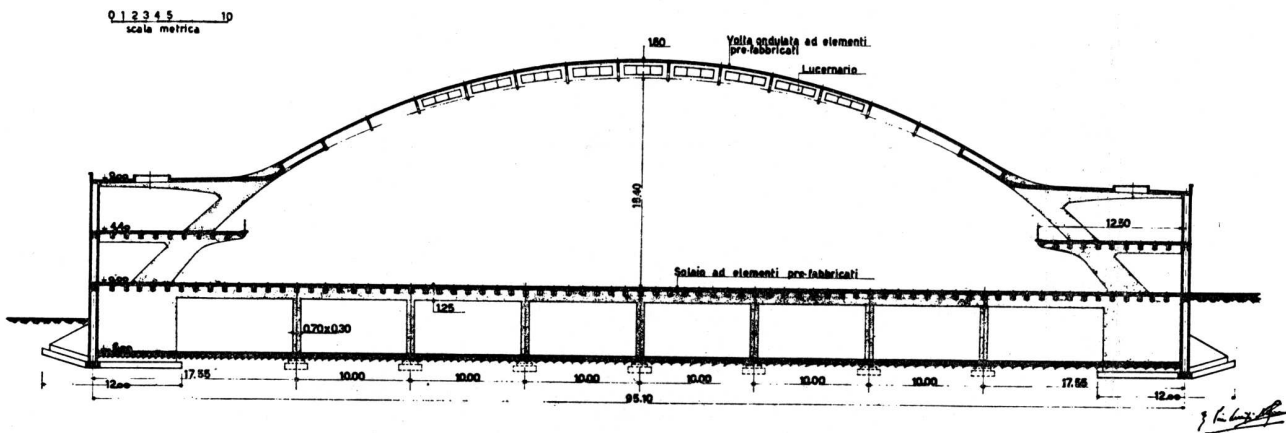 0 1 2 3 4 5 10
scala metrica
1.80
Volta ondulata ad elementi
pre-fabbricati
Lucernario
+ 9.00
18.40
+ 4.40
12.50
Solaio ad elementi pre-fabbricati
1.25
0.70 x 0.30
17.55
10.00
10.00
10.00
10.00
10.00
10.00
17.55
12.00
95.10
12.00